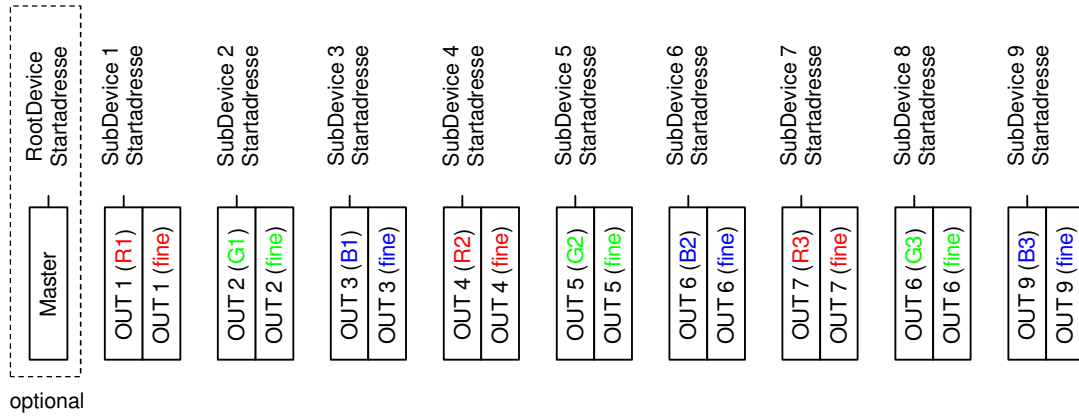 RootDevice
Startadresse
Master
optional
SubDevice 1
Startadresse
OUT 1 (R1)
OUT 1 (fine)
SubDevice 2
Startadresse
OUT 2 (G1)
OUT 2 (fine)
SubDevice 3
Startadresse
OUT 3 (B1)
OUT 3 (fine)
SubDevice 4
Startadresse
OUT 4 (R2)
OUT 4 (fine)
SubDevice 5
Startadresse
OUT 5 (G2)
OUT 5 (fine)
SubDevice 6
Startadresse
OUT 6 (B2)
OUT 6 (fine)
SubDevice 7
Startadresse
OUT 7 (R3)
OUT 7 (fine)
SubDevice 8
Startadresse
OUT 6 (G3)
OUT 6 (fine)
SubDevice 9
Startadresse
OUT 9 (B3)
OUT 9 (fine)